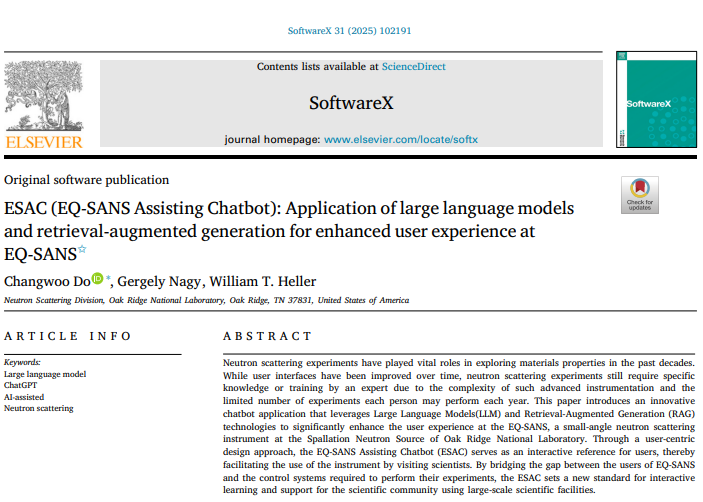 SoftwareX 31 (2025) 102191
Contents lists available at ScienceDirect
SoftwareX
journal homepage: www.elsevier.com/locate/softx
ELSEVIER
SoftwareX
Original software publication
Check for
updates
ESAC (EQ-SANS Assisting Chatbot): Application of large language models
and retrieval-augmented generation for enhanced user experience at
EQ-SANS☆
Changwoo Do *, Gergely Nagy, William T. Heller
Neutron Scattering Division, Oak Ridge National Laboratory, Oak Ridge, TN 37831, United States of America
ARTICLE INFO
Keywords:
Large language model
ChatGPT
AI-assisted
Neutron scattering
ABSTRACT
Neutron scattering experiments have played vital roles in exploring materials properties in the past decades.
While user interfaces have been improved over time, neutron scattering experiments still require specific
knowledge or training by an expert due to the complexity of such advanced instrumentation and the
limited number of experiments each person may perform each year. This paper introduces an innovative
chatbot application that leverages Large Language Models(LLM) and Retrieval-Augmented Generation (RAG)
technologies to significantly enhance the user experience at the EQ-SANS, a small-angle neutron scattering
instrument at the Spallation Neutron Source of Oak Ridge National Laboratory. Through a user-centric
design approach, the EQ-SANS Assisting Chatbot (ESAC) serves as an interactive reference for users, thereby
facilitating the use of the instrument by visiting scientists. By bridging the gap between the users of EQ-SANS
and the control systems required to perform their experiments, the ESAC sets a new standard for interactive
learning and support for the scientific community using large-scale scientific facilities.